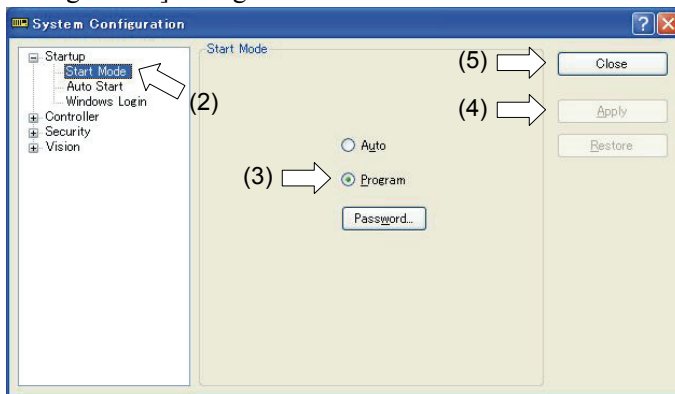 System Configuration
Startup
Start Mode
Auto Start
Windows Login
Controller
Security
Vision
(2)
Start Mode
Auto
(3)
Program
Password...
(5)
Close
(4)
Apply
Restore